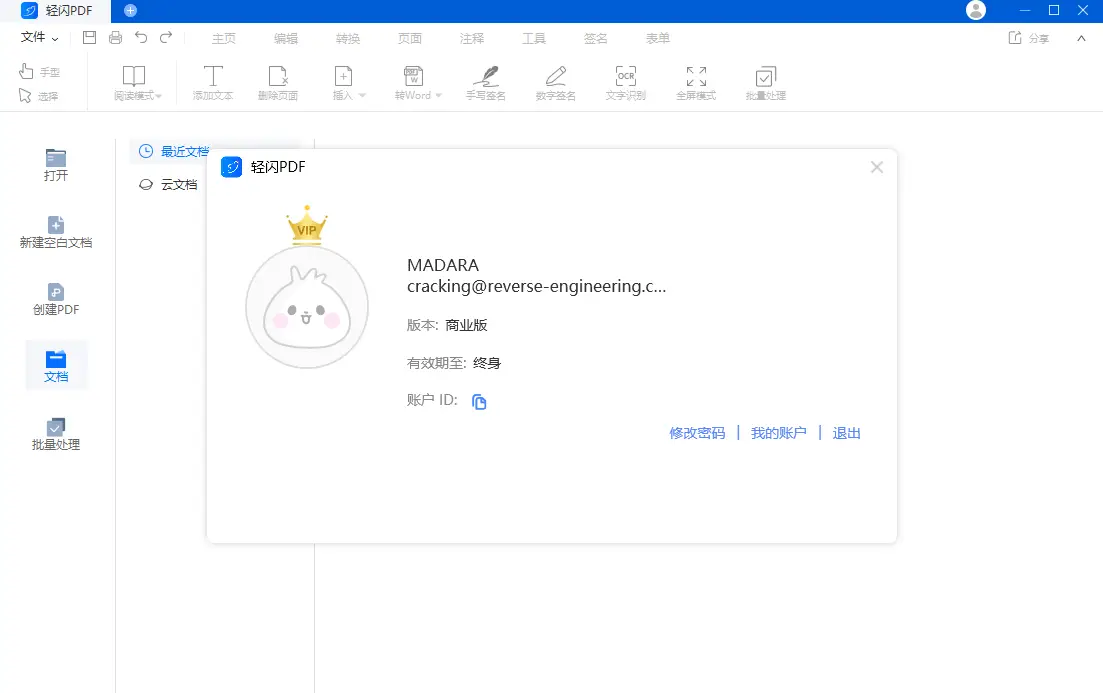 轻闪PDF
文件
主页 编辑 转换 页面 注释 工具 签名 表单
分享
手型
选择
阅读模式 添加文本 删除页面 插入 转Word 手写签名 数字签名 文字识别 全屏模式 批量处理
OCR
打开
新建空白文档
创建PDF
文档
批量处理
最近文档
云文档
轻闪PDF
VIP
MADARA
cracking@reverse-engineering.c...
版本: 商业版
有效期至: 终身
账户 ID:
修改密码 | 我的账户 | 退出